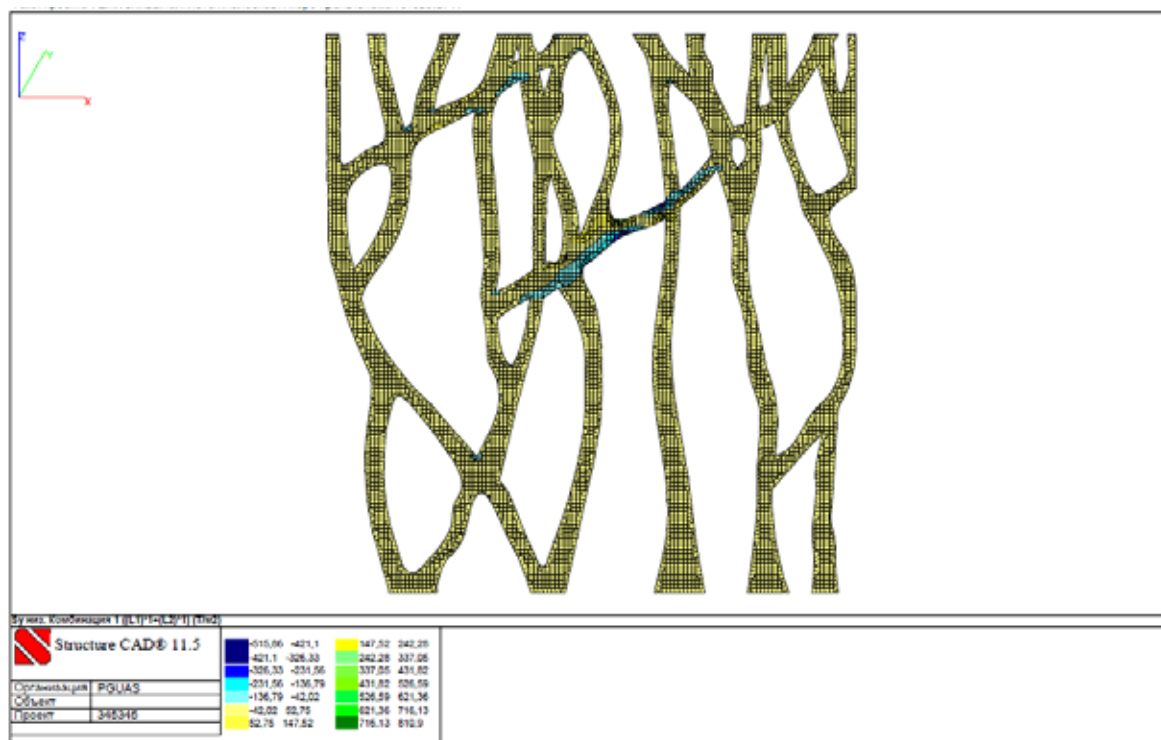 Z
Y
X
Sy низ. Комбинация 1 ((L1)*1+(L2)*1) (Т/м2)
Structure CAD® 11.5
Организация PGUAS
Объект
Проект 345345
-515,86 -421,1 147,52 242,28
-421,1 -326,33 242,28 337,05
-326,33 -231,56 337,05 431,82
-231,56 -136,79 431,82 526,59
-136,79 -42,02 526,59 621,36
-42,02 52,75 621,36 716,13
52,75 147,52 716,13 810,9